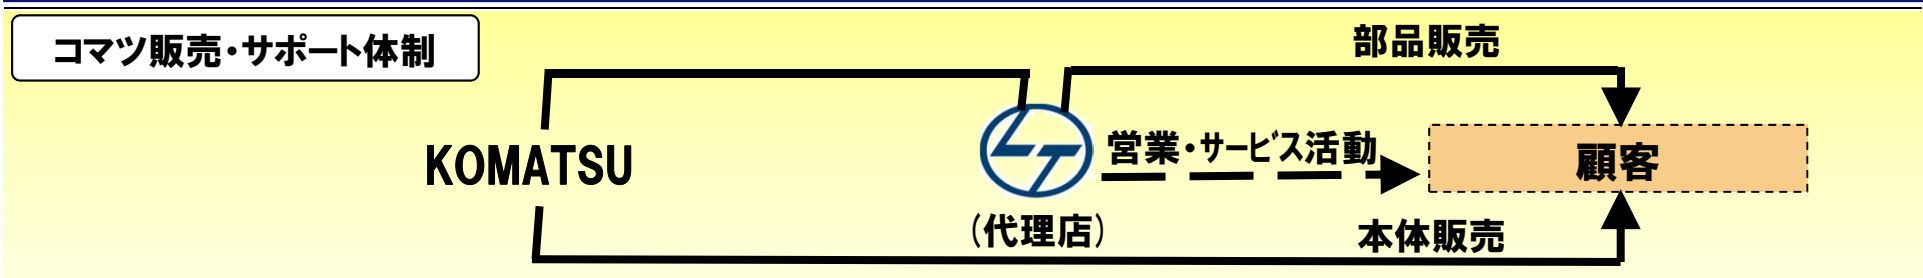 コマツ販売・サポート体制
部品販売
KOMATSU
LT
営業・サービス活動
顧客
(代理店)
本体販売